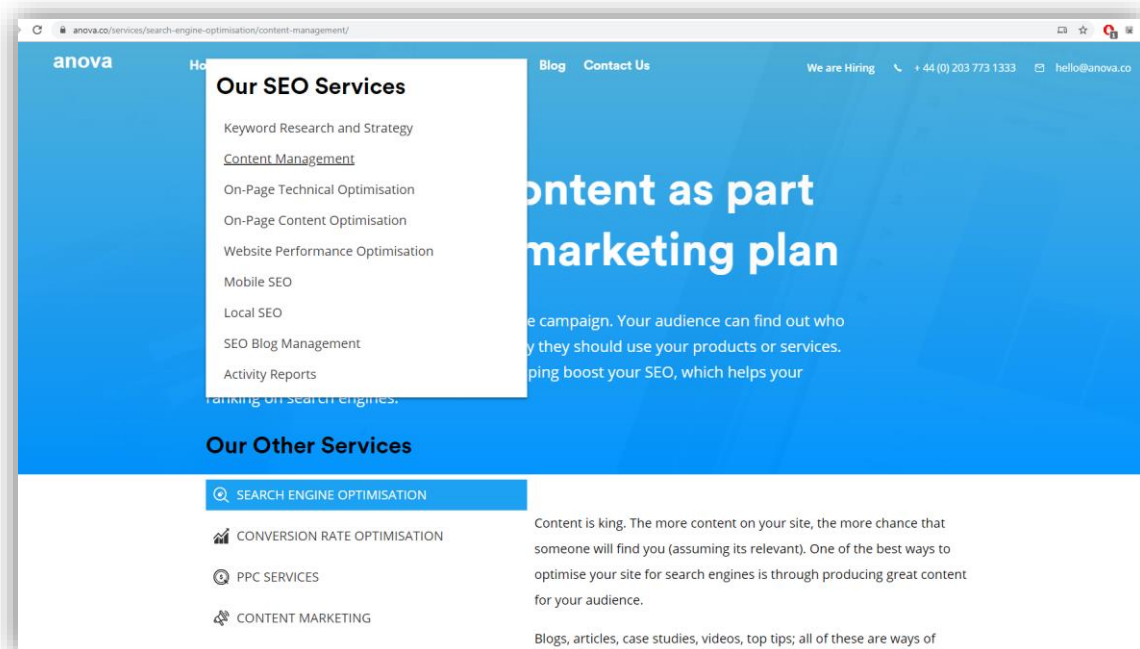 anova.co/services/search-engine-optimisation/content-management/
anova
Blog Contact Us
We are Hiring + 44 (0) 203 773 1333 hello@anova.co
Our SEO Services
Keyword Research and Strategy
Content Management
On-Page Technical Optimisation
On-Page Content Optimisation
Website Performance Optimisation
Mobile SEO
Local SEO
SEO Blog Management
Activity Reports
ontent as part
marketing plan
e campaign. Your audience can find out who
y they should use your products or services.
ping boost your SEO, which helps your
ranking on search engines.
Our Other Services
SEARCH ENGINE OPTIMISATION
CONVERSION RATE OPTIMISATION
PPC SERVICES
CONTENT MARKETING
Content is king. The more content on your site, the more chance that
someone will find you (assuming its relevant). One of the best ways to
optimise your site for search engines is through producing great content
for your audience.
Blogs, articles, case studies, videos, top tips; all of these are ways of